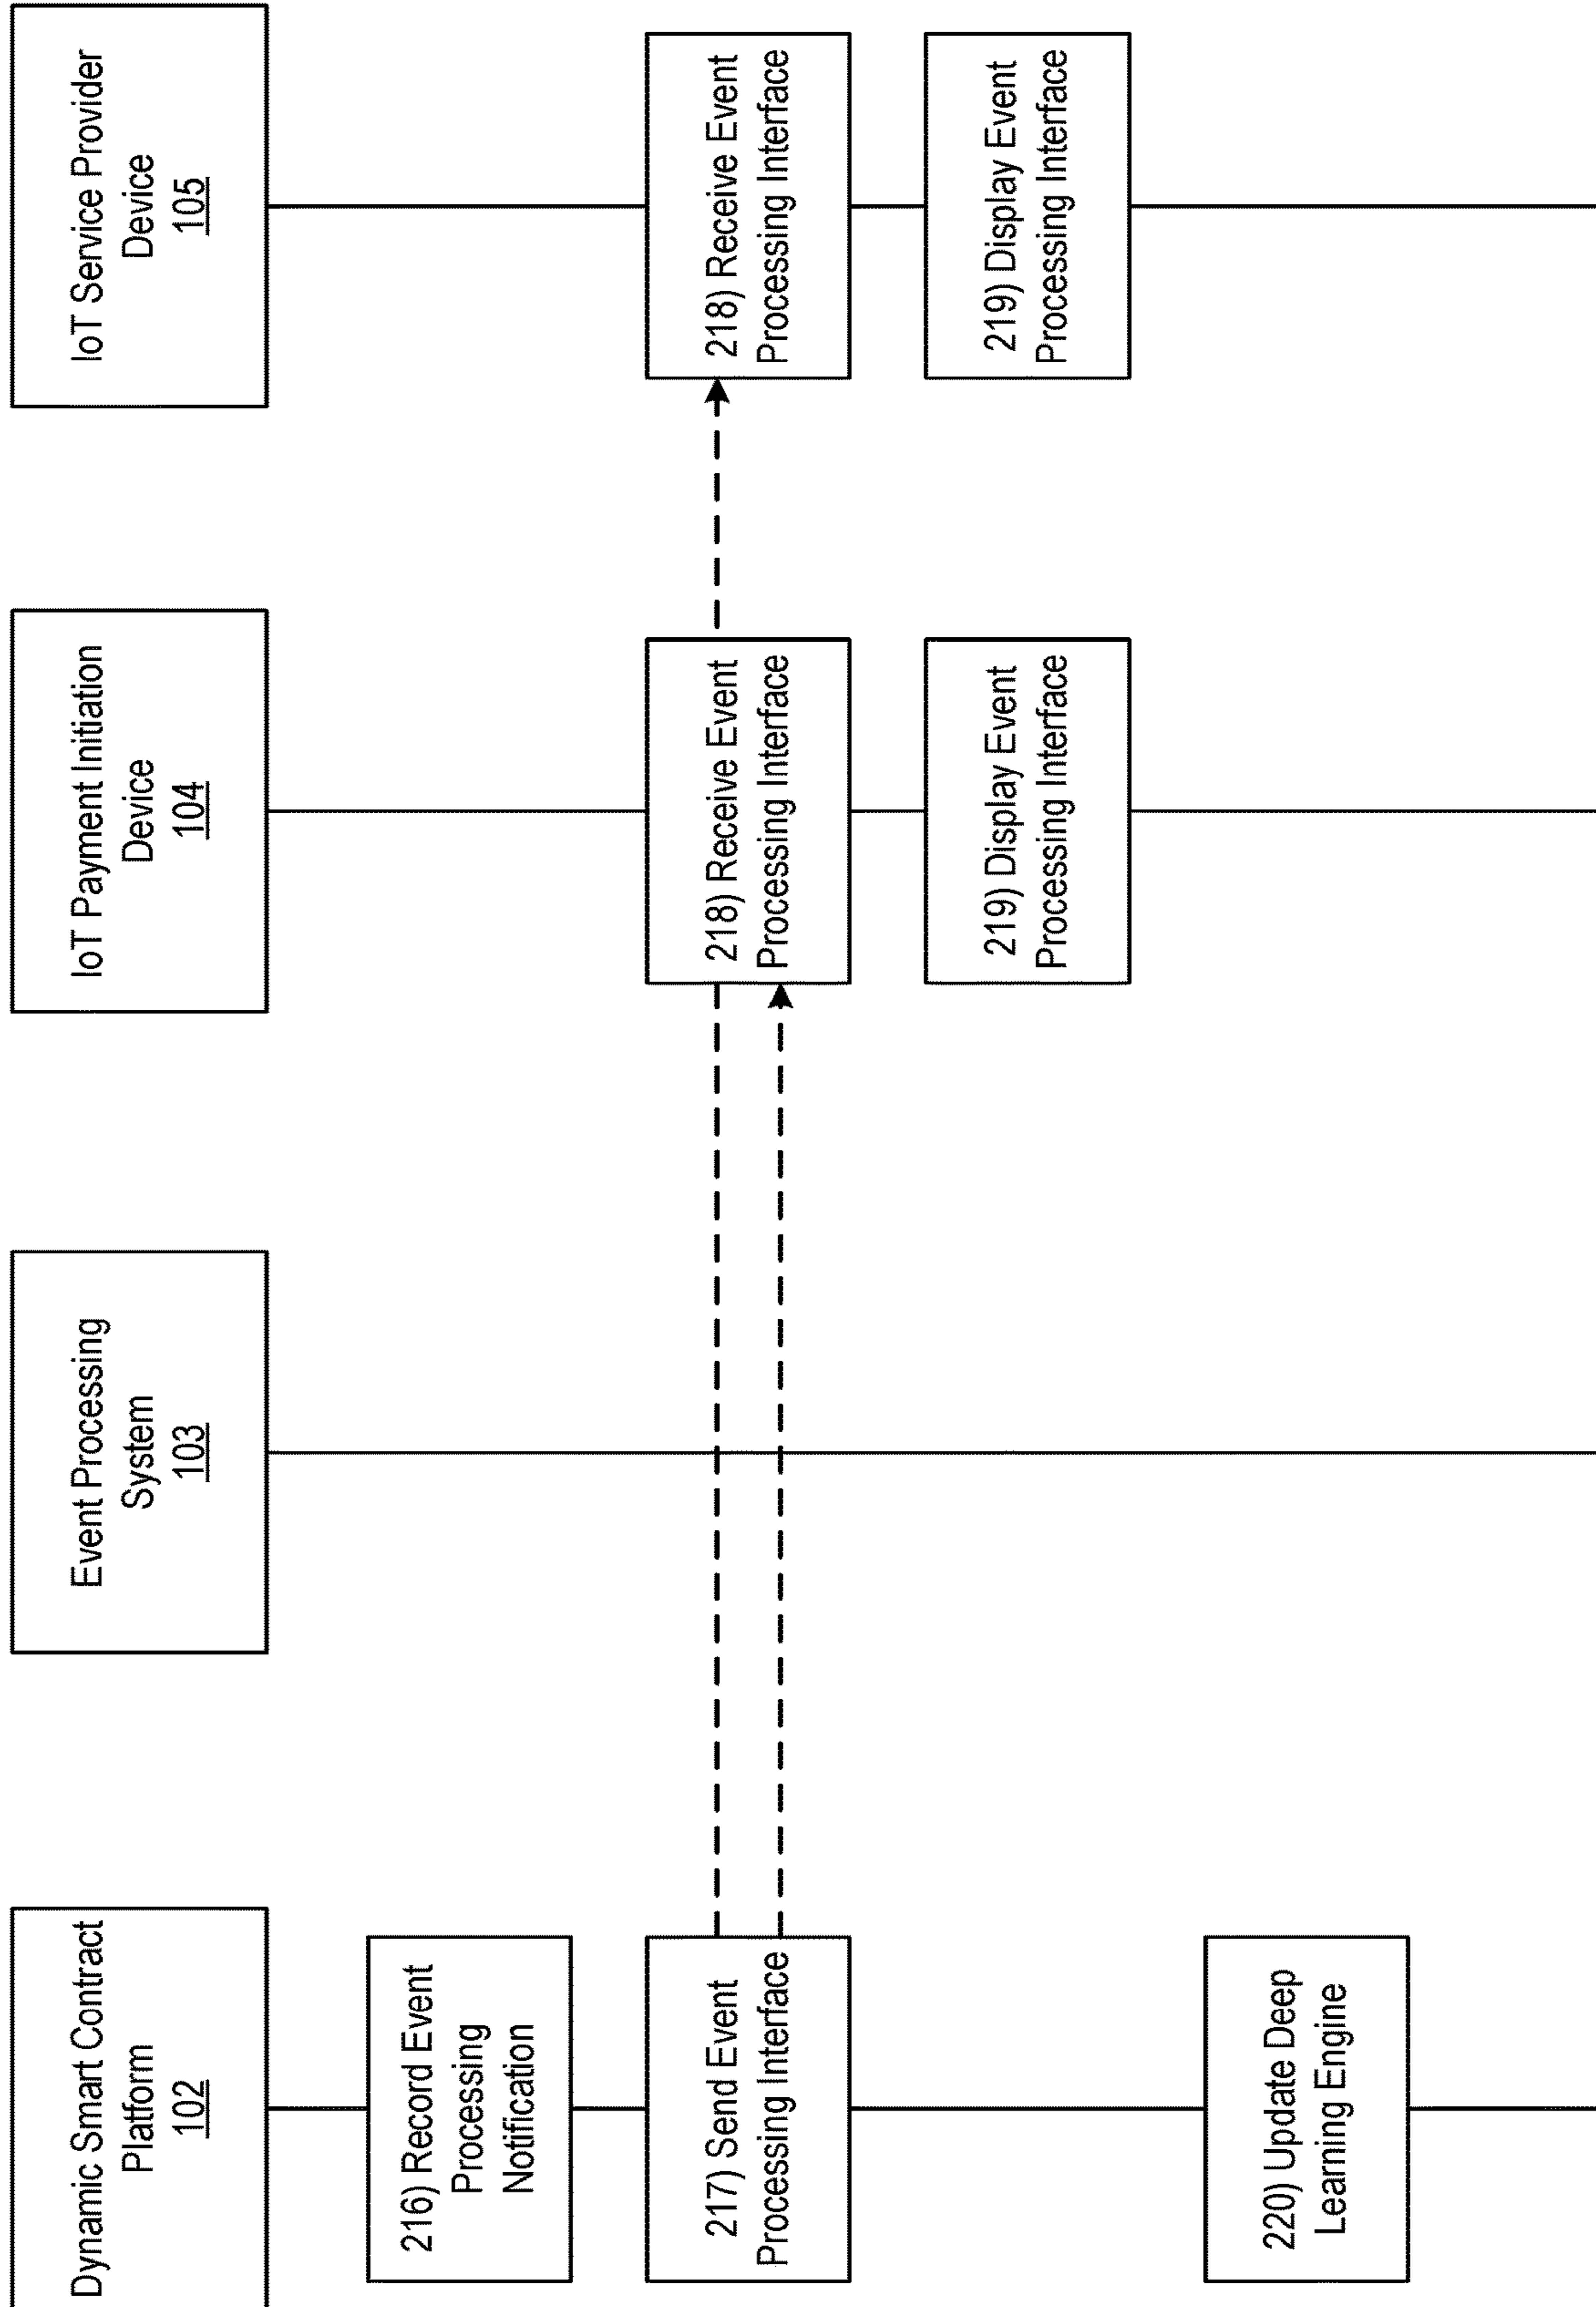 Dynamic Smart Contract
Platform
102
Event Processing
System
103
IoT Payment Initiation
Device
104
IoT Service Provider
Device
105
216) Record Event
Processing
Notification
217) Send Event
Processing Interface
218) Receive Event
Processing Interface
218) Receive Event
Processing Interface
219) Display Event
Processing Interface
219) Display Event
Processing Interface
220) Update Deep
Learning Engine